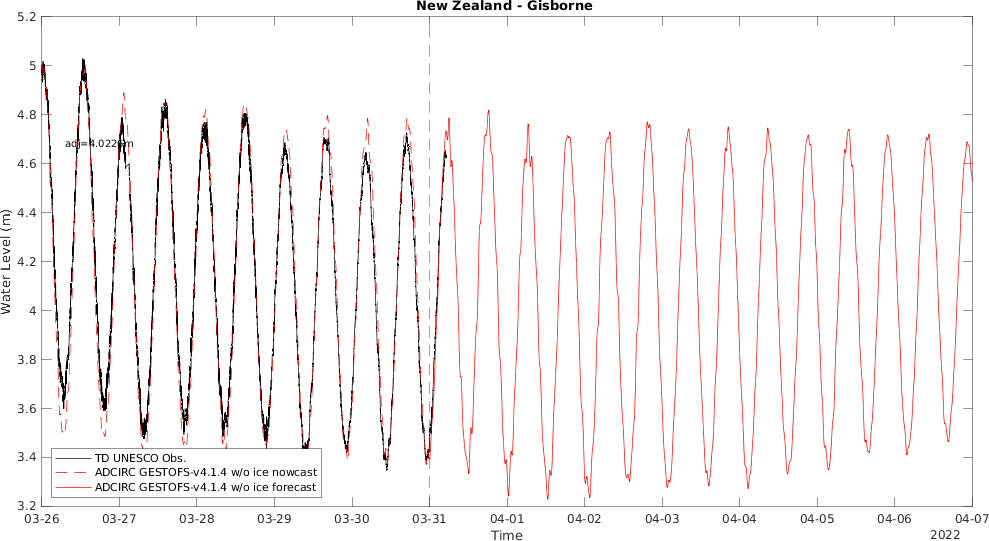 New Zealand - Gisborne
Water Level (m)
5.2
5
4.8
4.6
4.4
4.2
4
3.8
3.6
3.4
3.2
adj=4.0226m
TD UNESCO Obs.
ADCIRC GESTOFS-v4.1.4 w/o ice nowcast
ADCIRC GESTOFS-v4.1.4 w/o ice forecast
03-26 03-27 03-28 03-29 03-30 03-31 04-01 04-02 04-03 04-04 04-05 04-06 04-07
Time
2022